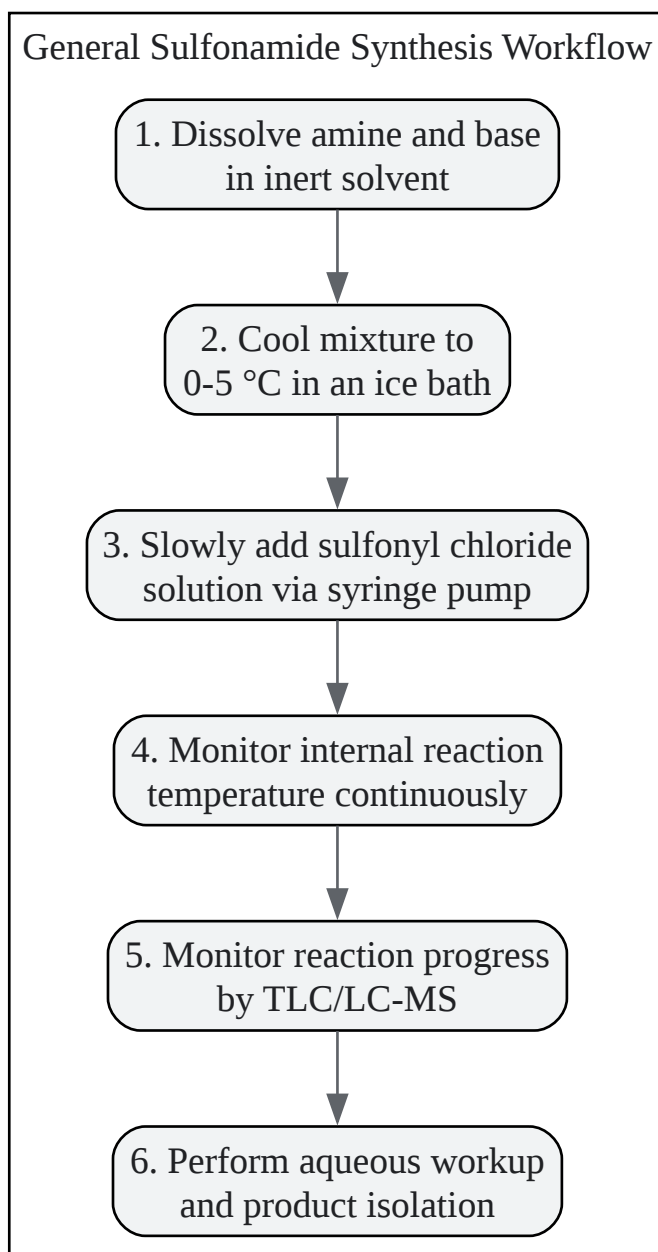 General Sulfonamide Synthesis Workflow
1. Dissolve amine and base
in inert solvent
2. Cool mixture to
0-5 °C in an ice bath
3. Slowly add sulfonyl chloride
solution via syringe pump
4. Monitor internal reaction
temperature continuously
5. Monitor reaction progress
by TLC/LC-MS
6. Perform aqueous workup
and product isolation